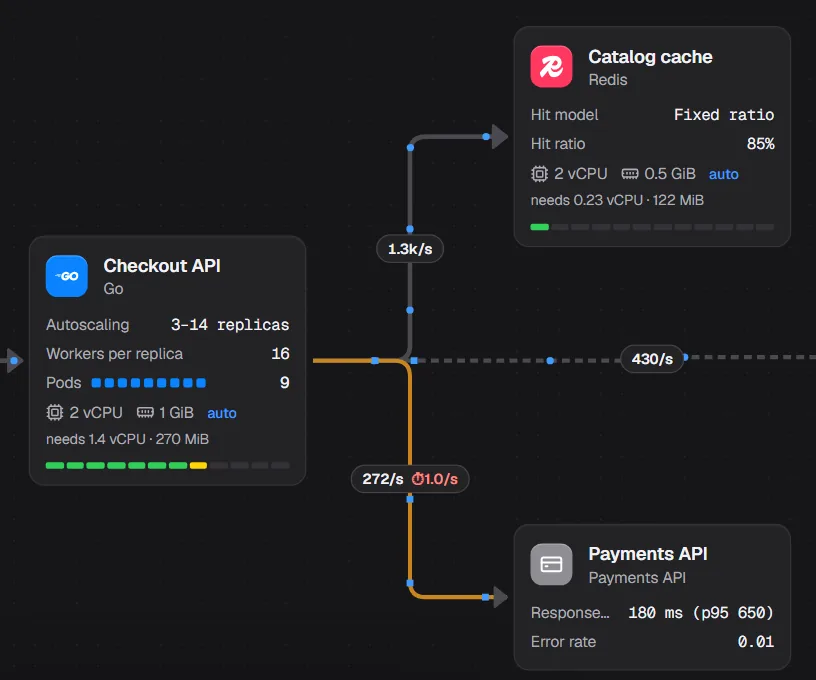 Catalog cache
Redis
Hit model Fixed ratio
Hit ratio 85%
2 vCPU 0.5 GiB auto
needs 0.23 vCPU · 122 MiB
1.3k/s
GO
Checkout API
Go
Autoscaling 3–14 replicas
Workers per replica 16
Pods 9
2 vCPU 1 GiB auto
needs 1.4 vCPU · 270 MiB
430/s
272/s 1.0/s
Payments API
Payments API
Response… 180 ms (p95 650)
Error rate 0.01